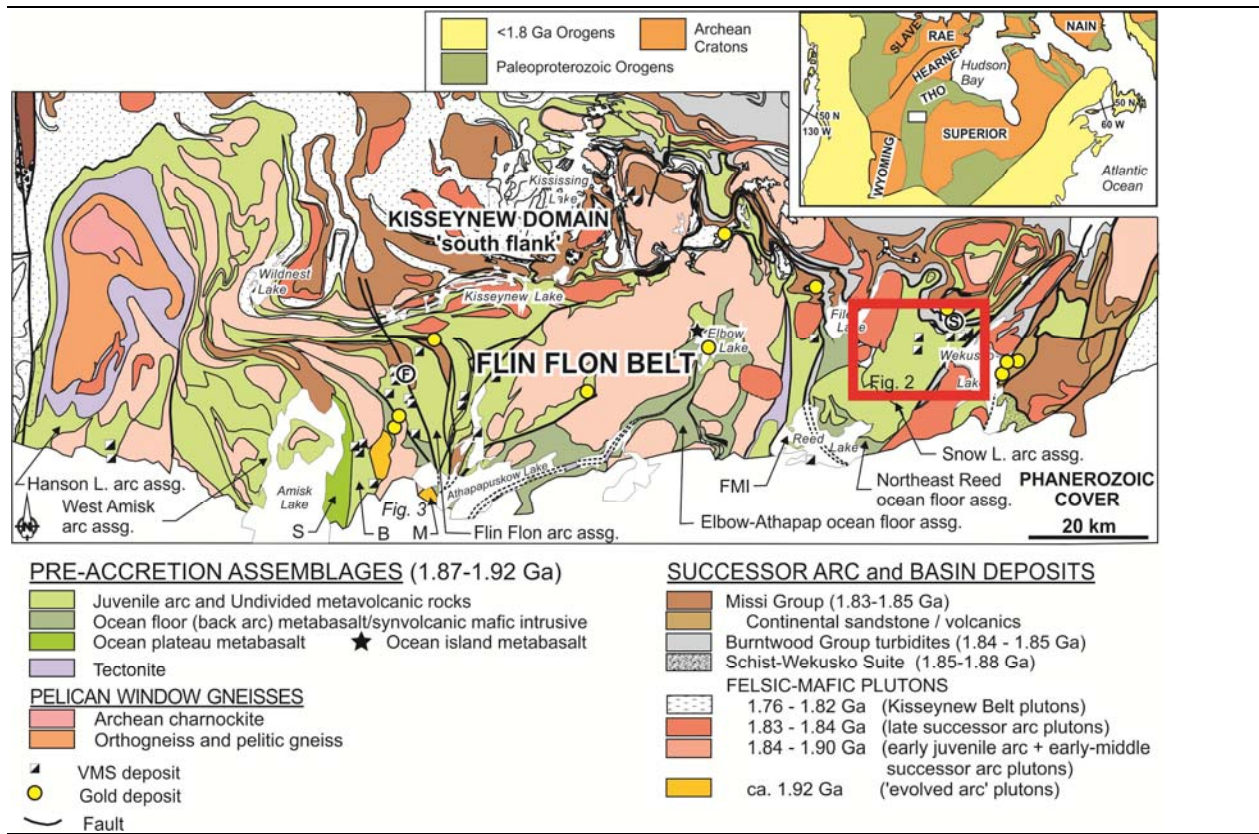 <1.8 Ga Orogens
Archean
Cratons
Paleoproterozoic Orogens
SLAVE
RAE
NAIN
HEARNE
Hudson
Bay
THO
50 N
130 W
50 N
60 W
SUPERIOR
WYOMING
Atlantic
Ocean
Kississing
Lake
KISSEYNEW DOMAIN
'south flank'
Wildnest
Lake
Kisseynew Lake
File
Lake
S
Elbow
Lake
FLIN FLON BELT
Wekusko
Lake
F
Fig. 2
Reed
Lake
Snow L. arc assg.
Hanson L. arc assg.
Amisk
Lake
Athapapuskow Lake
FMI
Northeast Reed
ocean floor assg.
PHANEROZOIC
COVER
West Amisk
arc assg.
Fig. 3
Elbow-Athapap ocean floor assg.
N
S
B
M
Flin Flon arc assg.
20 km
PRE-ACCRETION ASSEMBLAGES (1.87-1.92 Ga)
Juvenile arc and Undivided metavolcanic rocks
Ocean floor (back arc) metabasalt/synvolcanic mafic intrusive
Ocean plateau metabasalt
Ocean island metabasalt
Tectonite
PELICAN WINDOW GNEISSES
Archean charnockite
Orthogneiss and pelitic gneiss
VMS deposit
Gold deposit
Fault
SUCCESSOR ARC and BASIN DEPOSITS
Missi Group (1.83-1.85 Ga)
Continental sandstone / volcanics
Burntwood Group turbidites (1.84 - 1.85 Ga)
Schist-Wekusko Suite (1.85-1.88 Ga)
FELSIC-MAFIC PLUTONS
1.76 - 1.82 Ga (Kisseynew Belt plutons)
1.83 - 1.84 Ga (late successor arc plutons)
1.84 - 1.90 Ga (early juvenile arc + early-middle
successor arc plutons)
ca. 1.92 Ga ('evolved arc' plutons)